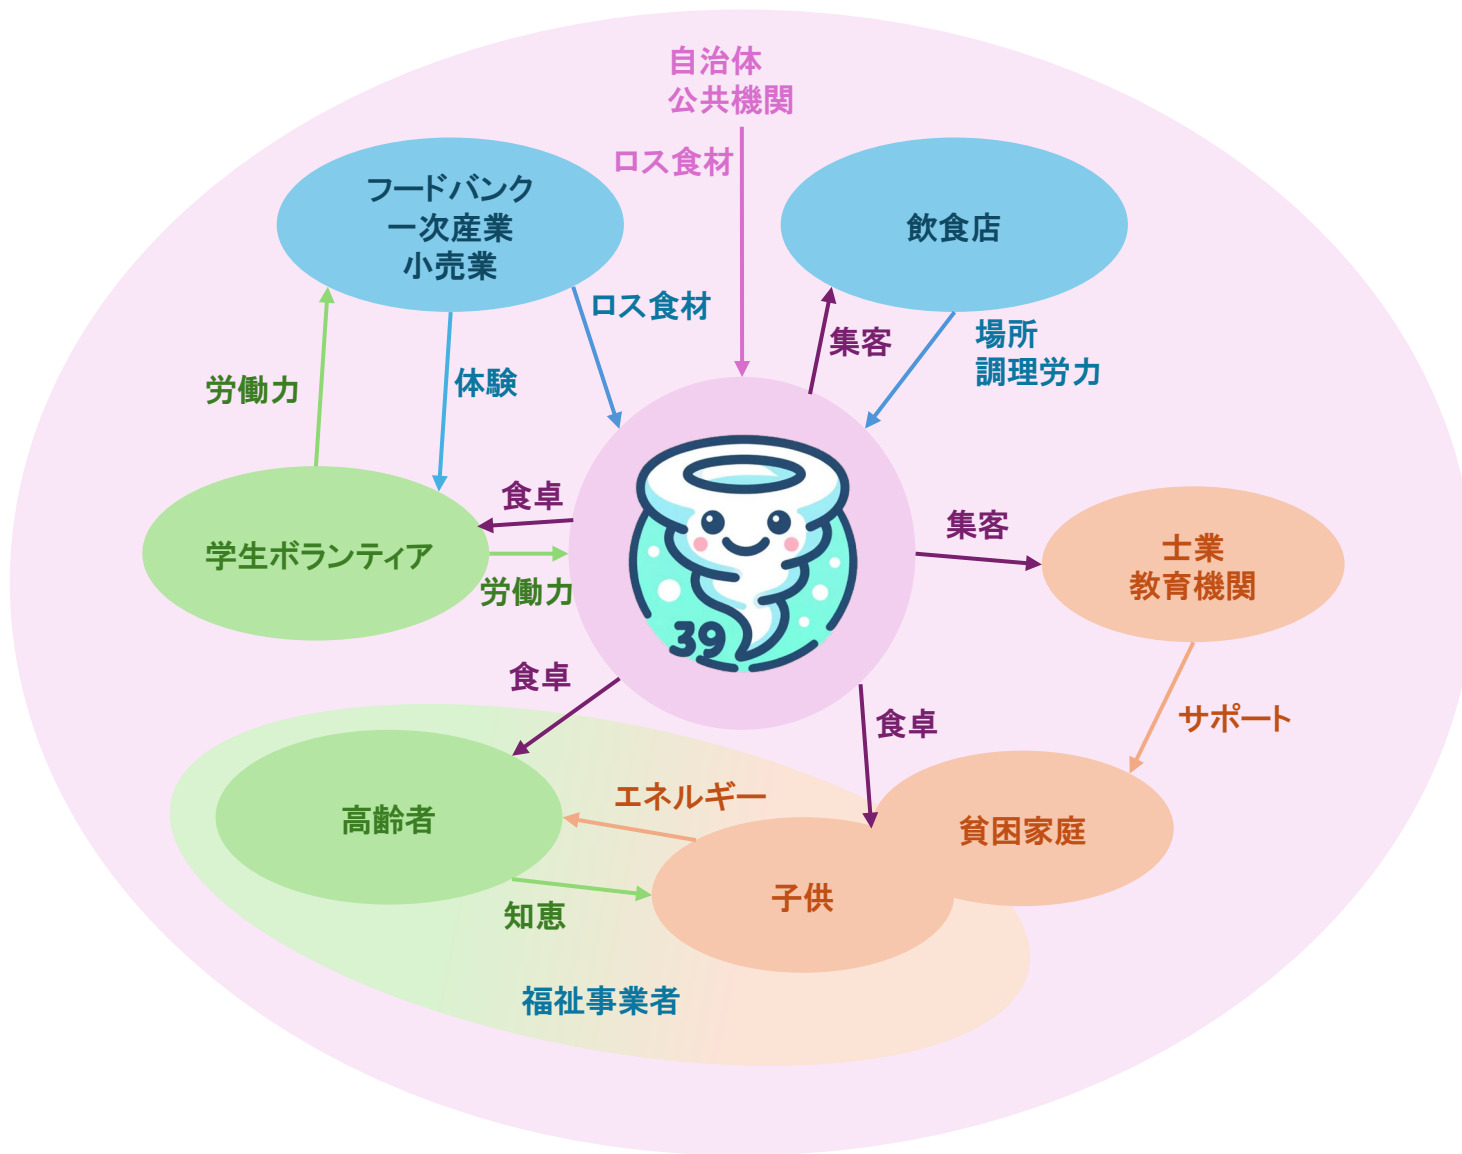 自治体
公共機関
ロス食材
フードバンク
一次産業
小売業
飲食店
ロス食材
集客
場所
調理労力
労働力
体験
食卓
集客
学生ボランティア
労働力
士業
教育機関
39
食卓
食卓
サポート
エネルギー
高齢者
貧困家庭
子供
知恵
福祉事業者